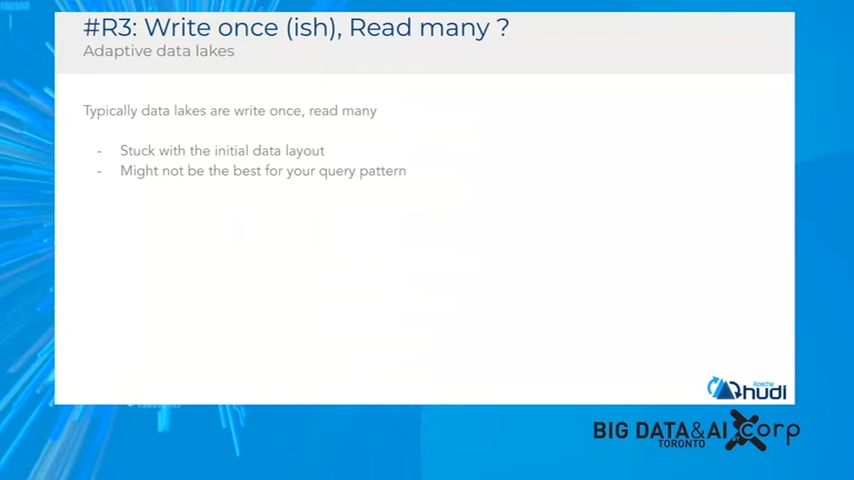 #R3: Write once (ish), Read many ?
Adaptive data lakes
Typically data lakes are write once, read many
- Stuck with the initial data layout
- Might not be the best for your query pattern
Apache
hudi
BIG DATA&AI
TORONTO
corp